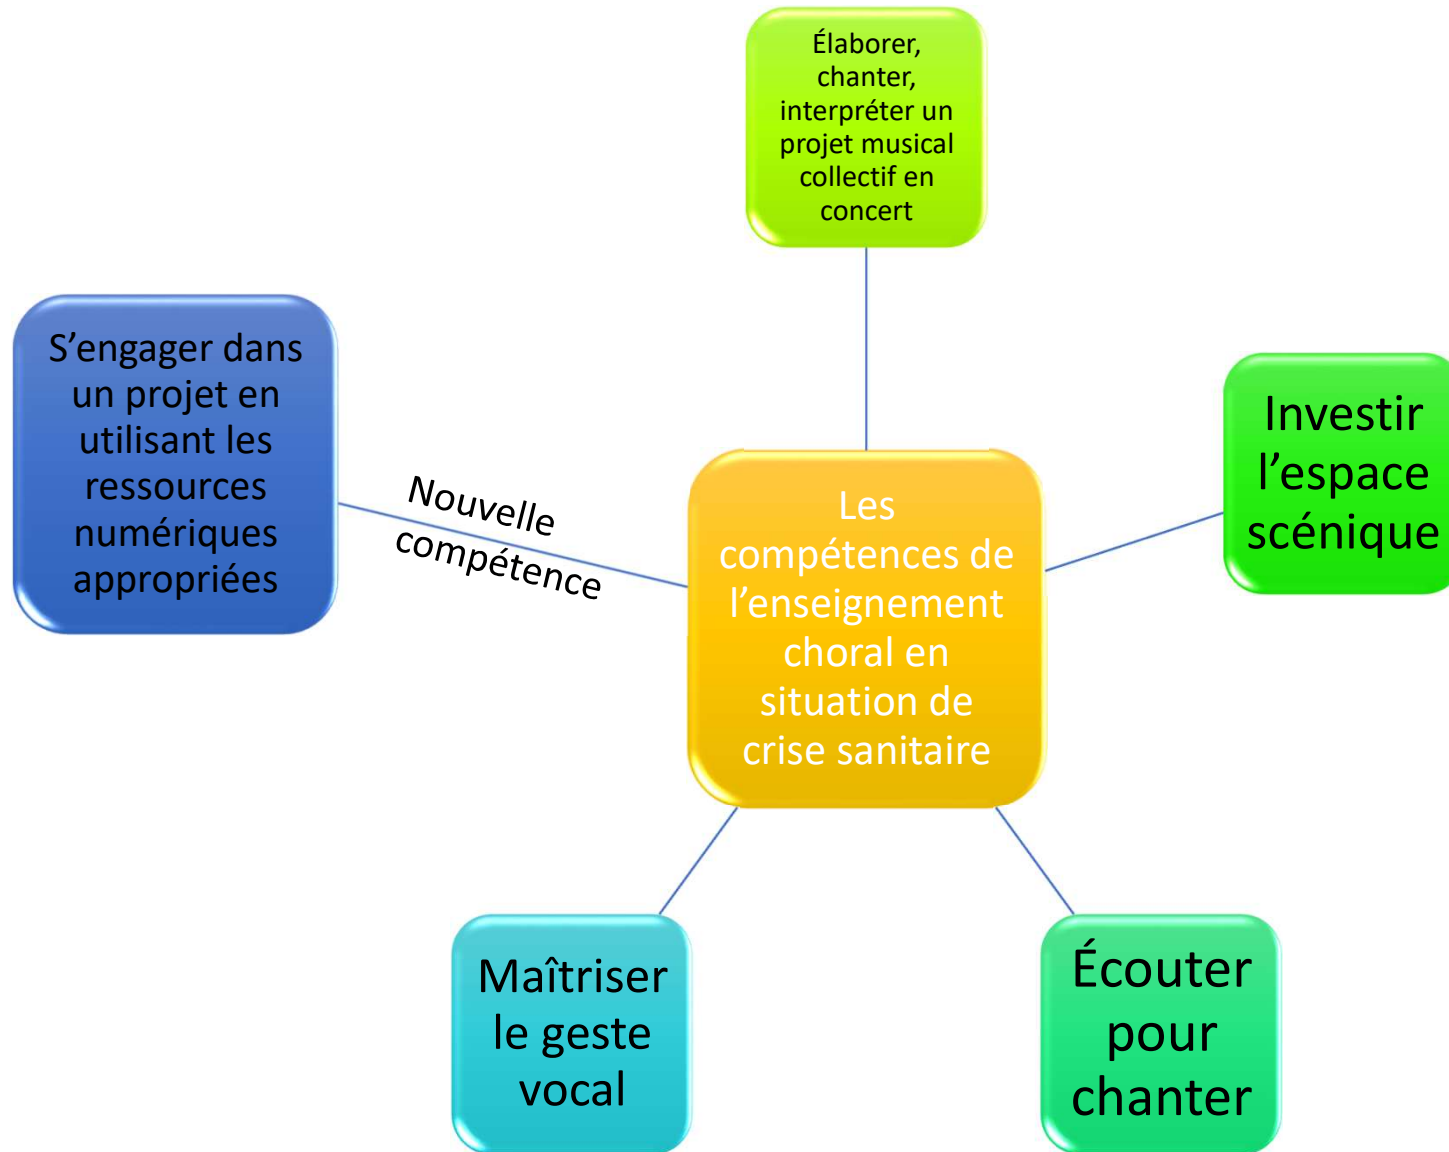 Élaborer,
chanter,
interpréter un
projet musical
collectif en
concert
S’engager dans
un projet en
utilisant les
ressources
numériques
appropriées
Nouvelle
compétence
Les
compétences de
l’enseignement
choral en
situation de
crise sanitaire
Investir
l’espace
scénique
Maîtriser
le geste
vocal
Écouter
pour
chanter